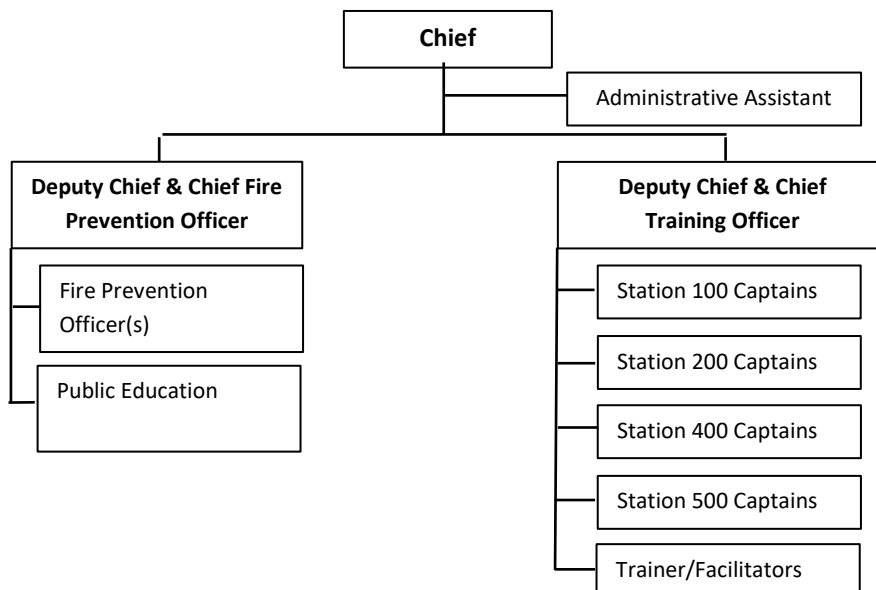 Chief
Administrative Assistant
Deputy Chief & Chief Fire
Prevention Officer
Fire Prevention
Officer(s)
Public Education
Deputy Chief & Chief
Training Officer
Station 100 Captains
Station 200 Captains
Station 400 Captains
Station 500 Captains
Trainer/Facilitators